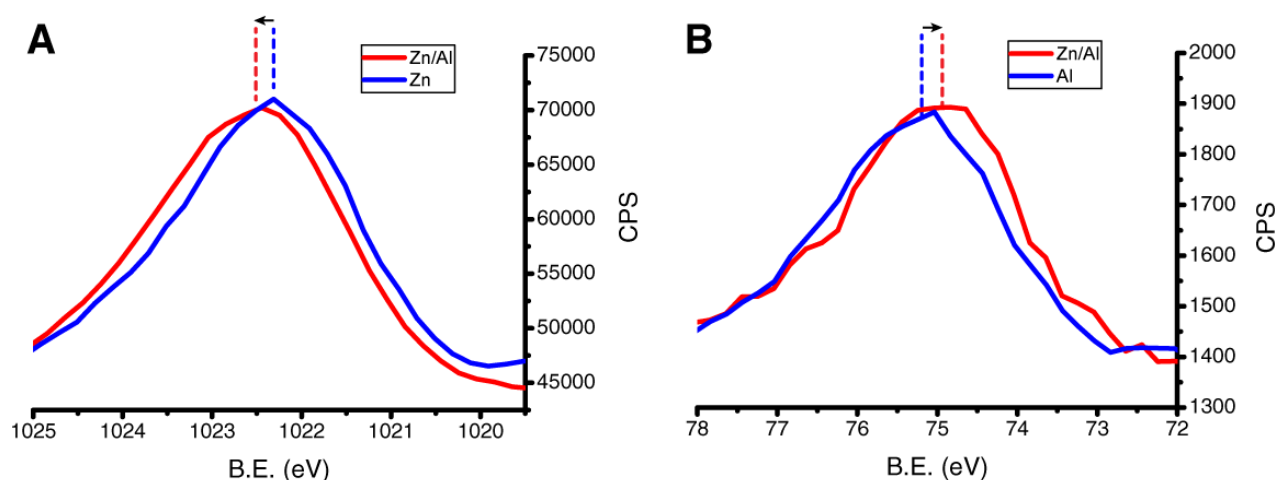 A
Zn/Al
Zn
75000
70000
65000
60000
55000
50000
45000
CPS
1025 1024 1023 1022 1021 1020
B.E. (eV)
B
Zn/Al
Al
2000
1900
1800
1700
1600
1500
1400
1300
CPS
78 77 76 75 74 73 72
B.E. (eV)